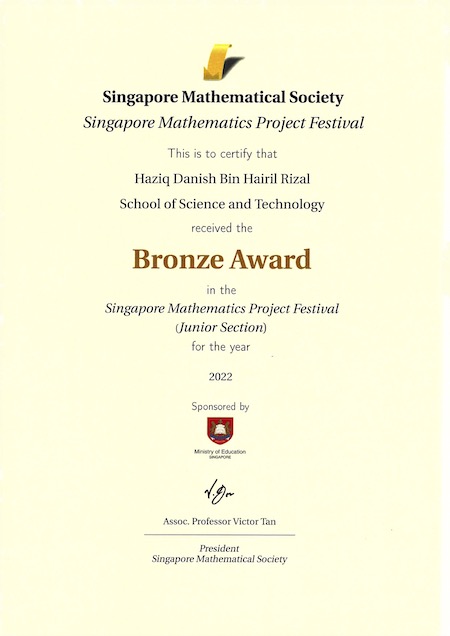 Singapore Mathematical Society
Singapore Mathematics Project Festival
This is to certify that
Haziq Danish Bin Hairil Rizal
School of Science and Technology
received the
Bronze Award
in the
Singapore Mathematics Project Festival
(Junior Section)
for the year
2022
Sponsored by
Ministry of Education
SINGAPORE
Assoc. Professor Victor Tan
President
Singapore Mathematical Society